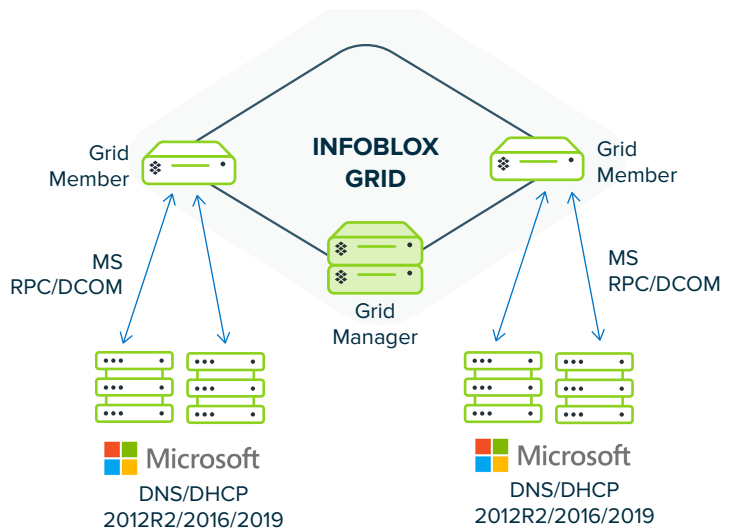 INFOBLOX
GRID
Grid
Member
Grid
Member
MS
RPC/DCOM
MS
RPC/DCOM
Grid
Manager
Microsoft
DNS/DHCP
2012R2/2016/2019
Microsoft
DNS/DHCP
2012R2/2016/2019